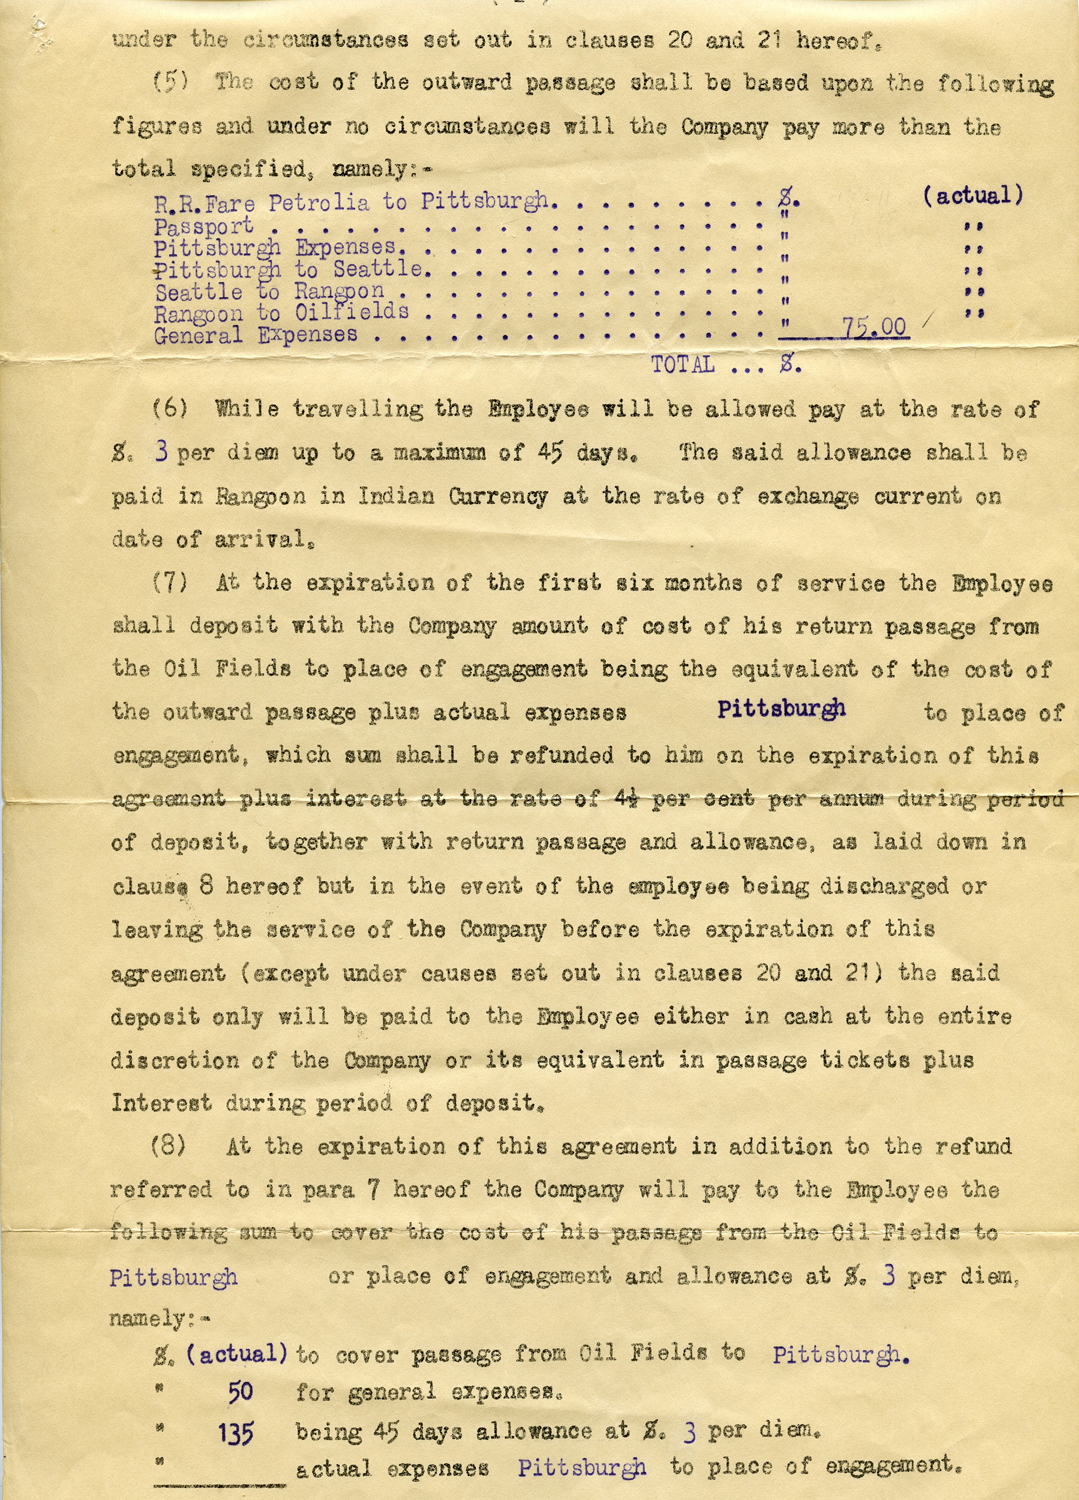 under the circumstances set out in clauses 20 and 21 hereof.
(5) The cost of the outward passage shall be based upon the following
figures and under no circumstances will the Company pay more than the
total specified, namely:-
R.R.Fare Petrolia to Pittsburgh. . . . . . . . . . $. (actual)
Passport . . . . . . . . . . . . . . . . . . . . " ,,
Pittsburgh Expenses. . . . . . . . . . . . . . . " ,,
Pittsburgh to Seattle. . . . . . . . . . . . . . " ,,
Seattle to Rangoon . . . . . . . . . . . . . . . " ,,
Rangoon to Oilfields . . . . . . . . . . . . . . " ,,
General Expenses . . . . . . . . . . . . . . . . " 75.00 /
TOTAL ... $.
(6) While travelling the Employee will be allowed pay at the rate of
$. 3 per diem up to a maximum of 45 days. The said allowance shall be
paid in Rangoon in Indian Currency at the rate of exchange current on
date of arrival.
(7) At the expiration of the first six months of service the Employee
shall deposit with the Company amount of cost of his return passage from
the Oil Fields to place of engagement being the equivalent of the cost of
the outward passage plus actual expenses Pittsburgh to place of
engagement, which sum shall be refunded to him on the expiration of this
agreement plus interest at the rate of 4½ per cent per annum during period
of deposit, together with return passage and allowance, as laid down in
clause 8 hereof but in the event of the employee being discharged or
leaving the service of the Company before the expiration of this
agreement (except under causes set out in clauses 20 and 21) the said
deposit only will be paid to the Employee either in cash at the entire
discretion of the Company or its equivalent in passage tickets plus
Interest during period of deposit.
(8) At the expiration of this agreement in addition to the refund
referred to in para 7 hereof the Company will pay to the Employee the
following sum to cover the cost of his passage from the Oil Fields to
Pittsburgh or place of engagement and allowance at $. 3 per diem,
namely:-
$. (actual) to cover passage from Oil Fields to Pittsburgh.
" 50 for general expenses.
" 135 being 45 days allowance at $. 3 per diem.
" actual expenses Pittsburgh to place of engagement.